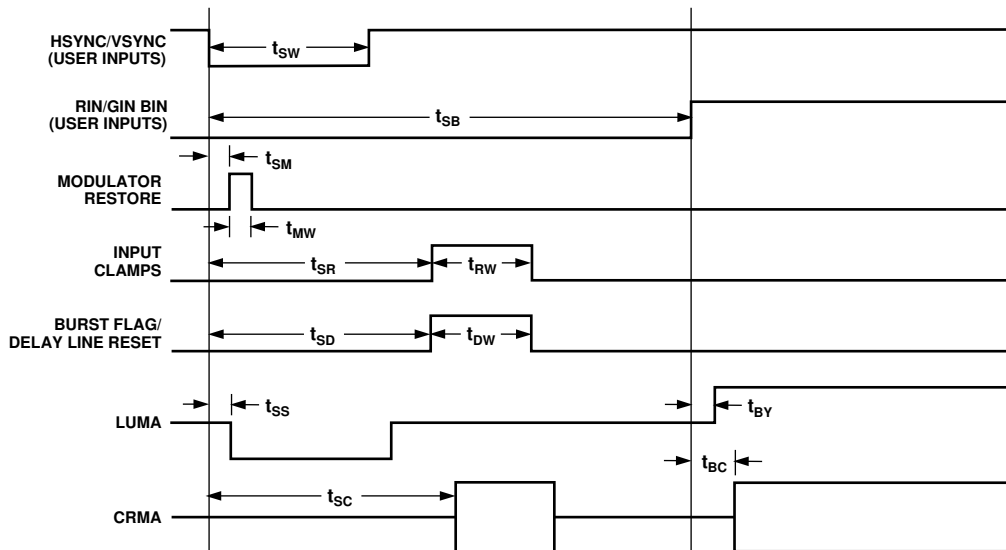 HSYNC/VSYNC
(USER INPUTS)
tSW
RIN/GIN BIN
(USER INPUTS)
tSB
tSM
MODULATOR
RESTORE
tMW
INPUT
CLAMPS
tSR
tRW
BURST FLAG/
DELAY LINE RESET
tSD
tDW
tSS
LUMA
tBY
tBC
tSC
CRMA